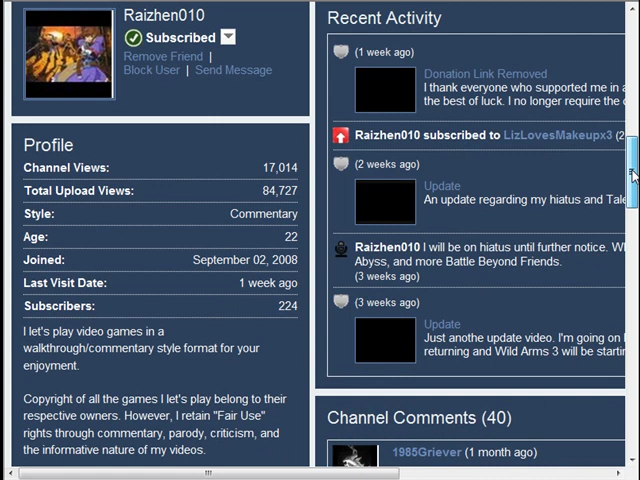 Raizhen010
Subscribed
Remove Friend |
Block User | Send Message
Profile
Channel Views: 17,014
Total Upload Views: 84,727
Style: Commentary
Age: 22
Joined: September 02, 2008
Last Visit Date: 1 week ago
Subscribers: 224
I let's play video games in a
walkthrough/commentary style format for your
enjoyment.
Copyright of all the games I let's play belong to their
respective owners. However, I retain "Fair Use"
rights through commentary, parody, criticism, and
the informative nature of my videos.
Recent Activity
(1 week ago)
Donation Link Removed
I thank everyone who supported me in a
the best of luck. I no longer require the
Raizhen010 subscribed to LizLovesMakeupx3 (2
(2 weeks ago)
Update
An update regarding my hiatus and Tale
Raizhen010 I will be on hiatus until further notice.
Abyss, and more Battle Beyond Friends.
(3 weeks ago)
(3 weeks ago)
Update
Just anothe update video. I'm going on
returning and Wild Arms 3 will be startin
Channel Comments (40)
1985Griever (1 month ago)